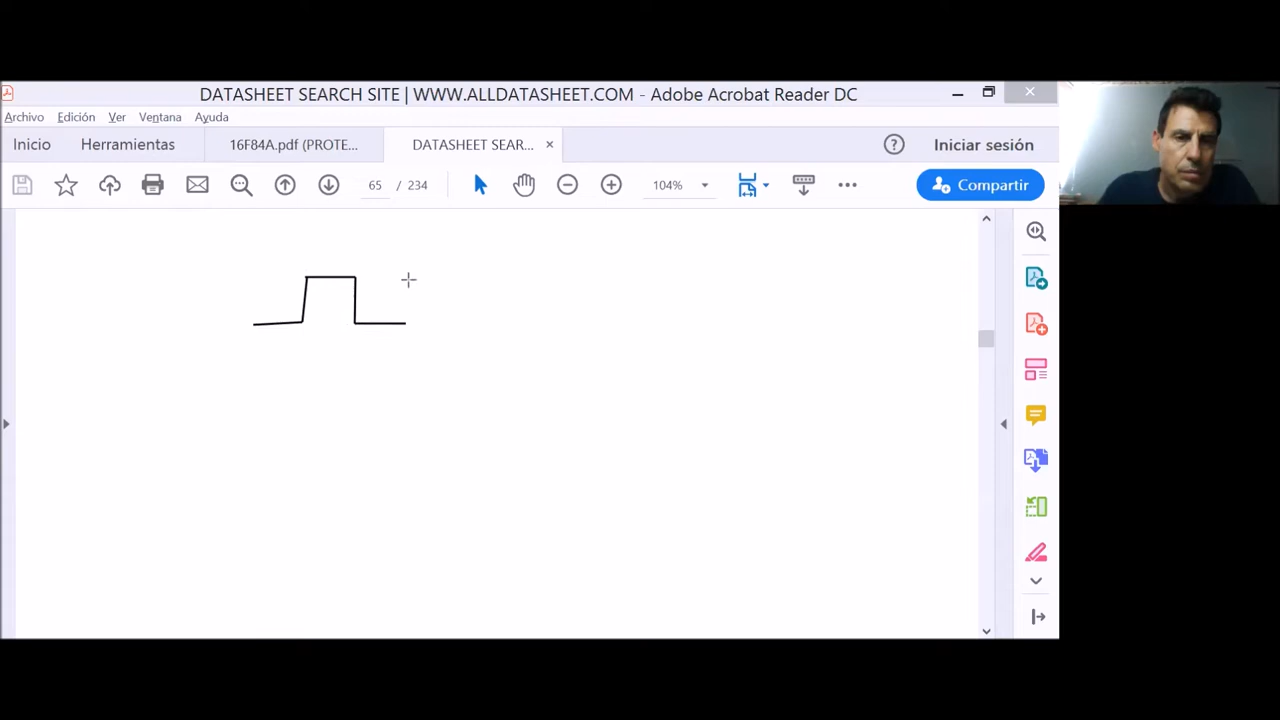 DATASHEET SEARCH SITE | WWW.ALLDATASHEET.COM - Adobe Acrobat Reader DC
Archivo Edición Ver Ventana Ayuda
Inicio Herramientas 16F84A.pdf (PROTE... DATASHEET SEAR... × ? Iniciar sesión
65 / 234 104% Compartir